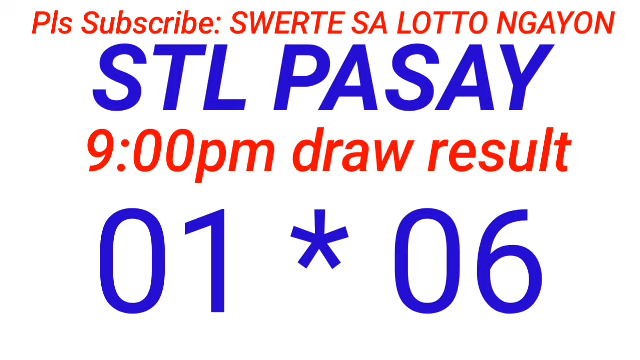 Pls Subscribe: SWERTE SA LOTTO NGAYON
STL PASAY
9:00pm draw result
01 * 06